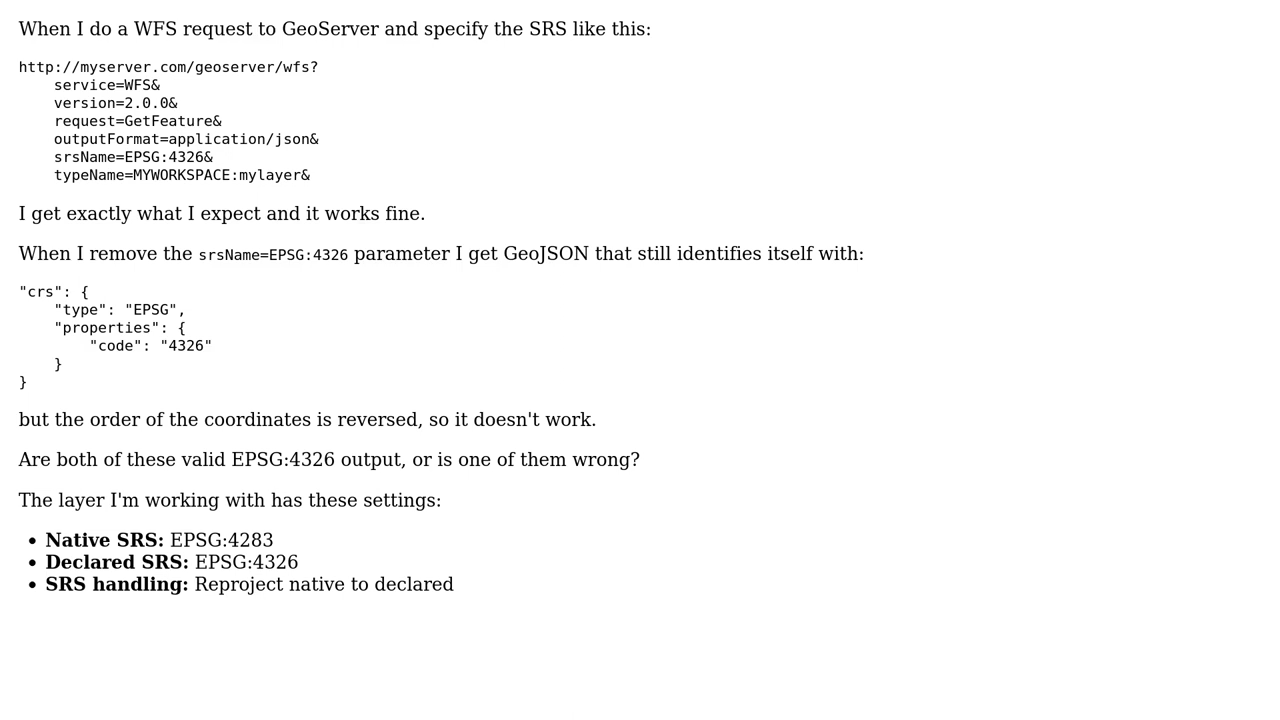 When I do a WFS request to GeoServer and specify the SRS like this:
http://myserver.com/geoserver/wfs?
    service=WFS&
    version=2.0.0&
    request=GetFeature&
    outputFormat=application/json&
    srsName=EPSG:4326&
    typeName=MYWORKSPACE:mylayer&
I get exactly what I expect and it works fine.
When I remove the srsName=EPSG:4326 parameter I get GeoJSON that still identifies itself with:
"crs": {
    "type": "EPSG",
    "properties": {
        "code": "4326"
    }
}
but the order of the coordinates is reversed, so it doesn't work.
Are both of these valid EPSG:4326 output, or is one of them wrong?
The layer I'm working with has these settings:
• Native SRS: EPSG:4283
• Declared SRS: EPSG:4326
• SRS handling: Reproject native to declared